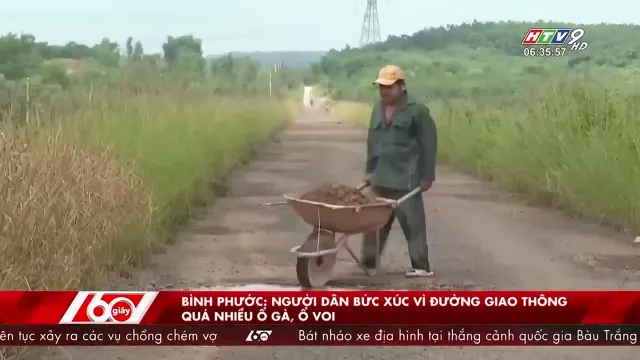 HTV9 HD
06:35:57
60 giây
BÌNH PHƯỚC: NGƯỜI DÂN BỨC XÚC VÌ ĐƯỜNG GIAO THÔNG
QUÁ NHIỀU Ổ GÀ, Ổ VOI
ên tục xảy ra các vụ chồng chém vợ 60giây Bát nháo xe địa hình tại thắng cảnh quốc gia Bàu Trắng